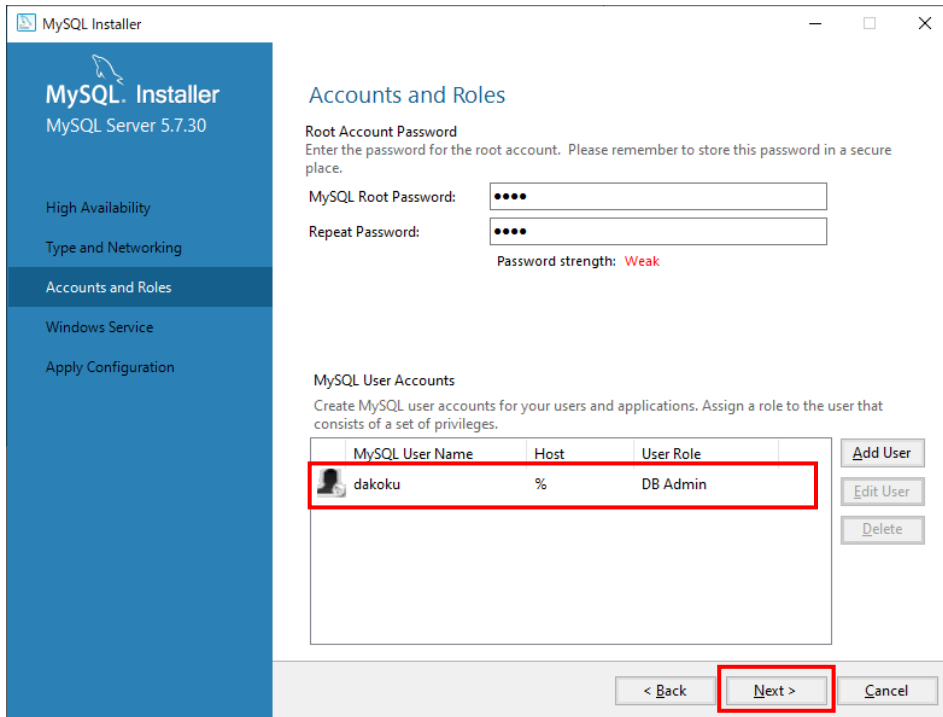 MySQL Installer
MySQL. Installer
MySQL Server 5.7.30
High Availability
Type and Networking
Accounts and Roles
Windows Service
Apply Configuration
Accounts and Roles
Root Account Password
Enter the password for the root account. Please remember to store this password in a secure
place.
MySQL Root Password: ●●●●
Repeat Password: ●●●●
Password strength: Weak
MySQL User Accounts
Create MySQL user accounts for your users and applications. Assign a role to the user that
consists of a set of privileges.
MySQL User Name Host User Role
dakoku % DB Admin
Add User
Edit User
Delete
< Back Next > Cancel